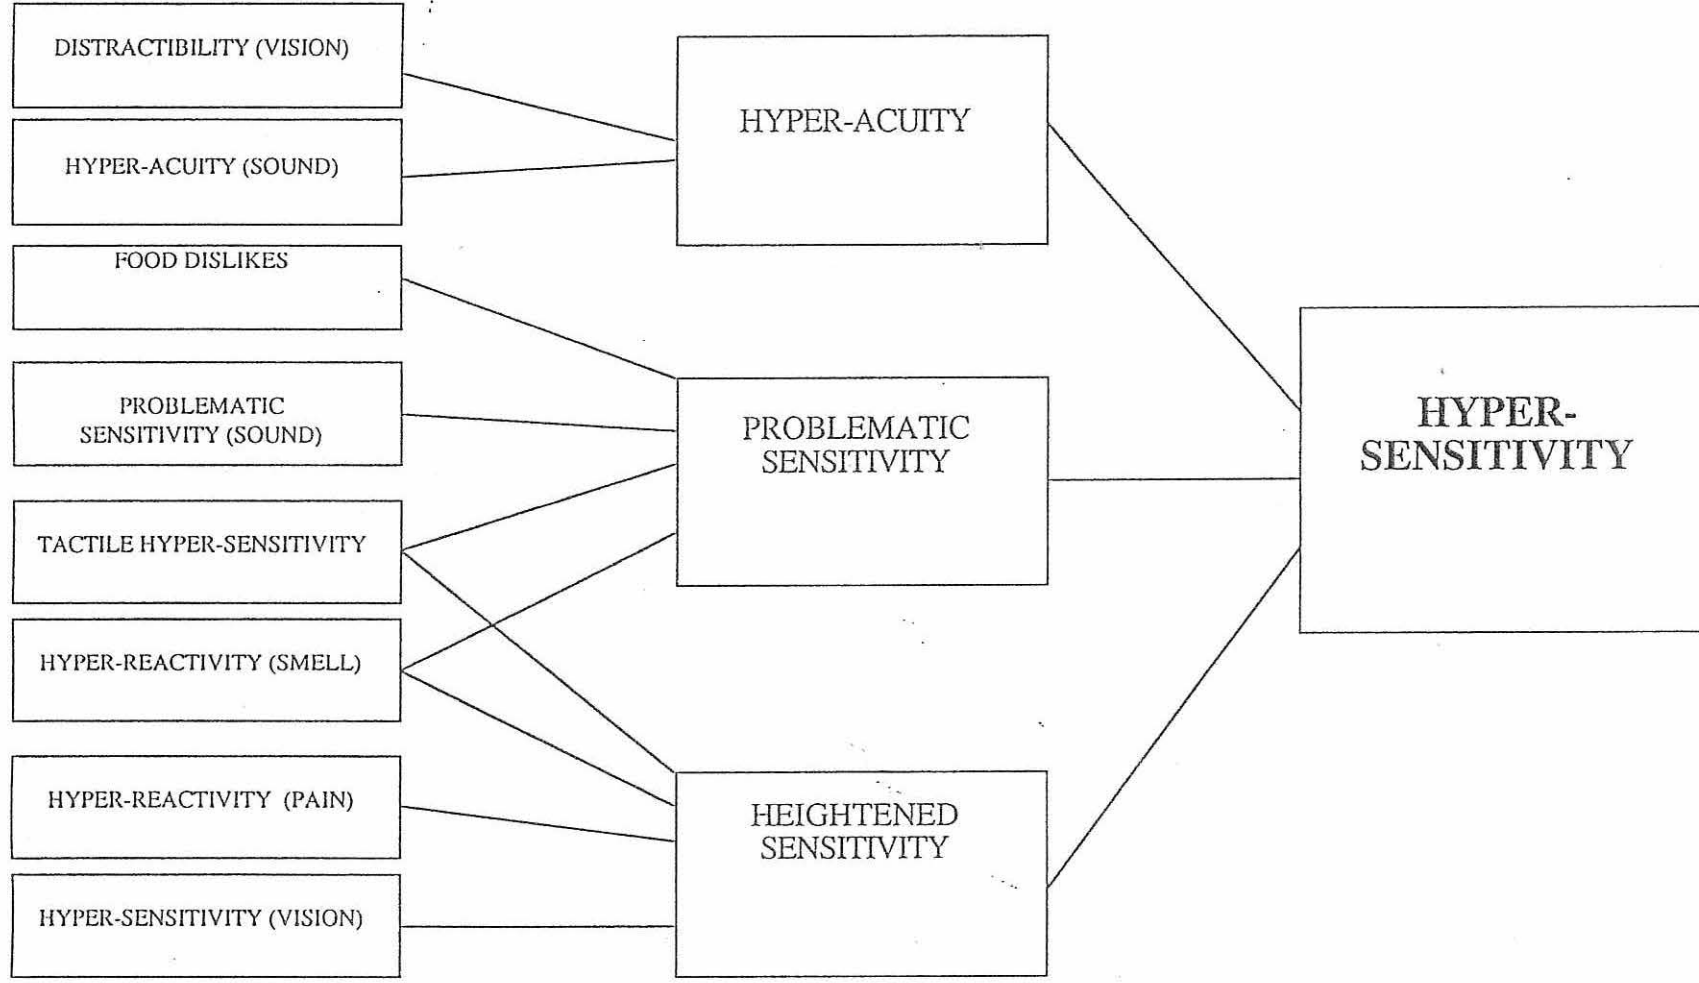 DISTRACTIBILITY (VISION)
HYPER-ACUITY (SOUND)
FOOD DISLIKES
PROBLEMATIC
SENSITIVITY (SOUND)
TACTILE HYPER-SENSITIVITY
HYPER-REACTIVITY (SMELL)
HYPER-REACTIVITY (PAIN)
HYPER-SENSITIVITY (VISION)
HYPER-ACUITY
PROBLEMATIC
SENSITIVITY
HEIGHTENED
SENSITIVITY
HYPER-
SENSITIVITY